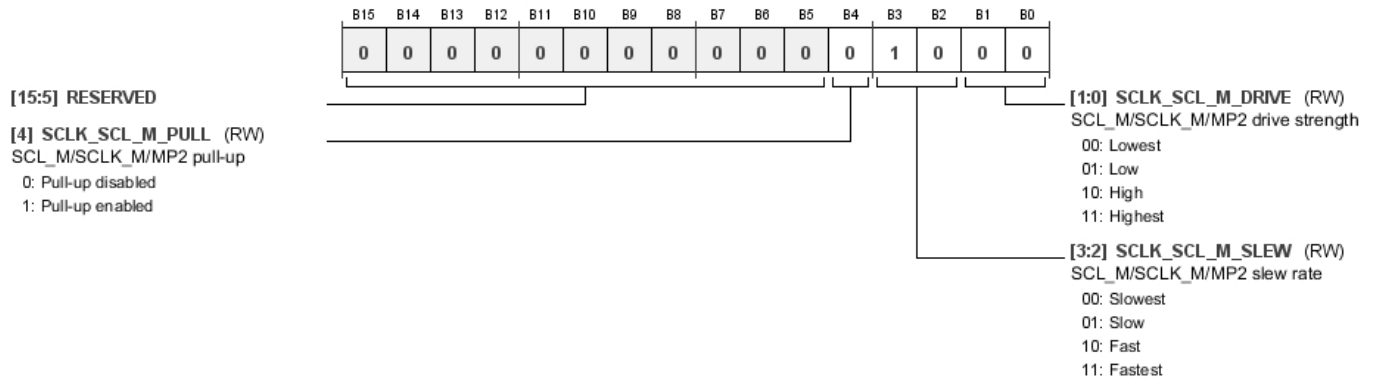 B15 B14 B13 B12 B11 B10 B9 B8 B7 B6 B5 B4 B3 B2 B1 B0
0 0 0 0 0 0 0 0 0 0 0 0 1 0 0 0
[15:5] RESERVED
[4] SCLK_SCL_M_PULL (RW)
SCL_M/SCLK_M/MP2 pull-up
0: Pull-up disabled
1: Pull-up enabled
[1:0] SCLK_SCL_M_DRIVE (RW)
SCL_M/SCLK_M/MP2 drive strength
00: Lowest
01: Low
10: High
11: Highest
[3:2] SCLK_SCL_M_SLEW (RW)
SCL_M/SCLK_M/MP2 slew rate
00: Slowest
01: Slow
10: Fast
11: Fastest